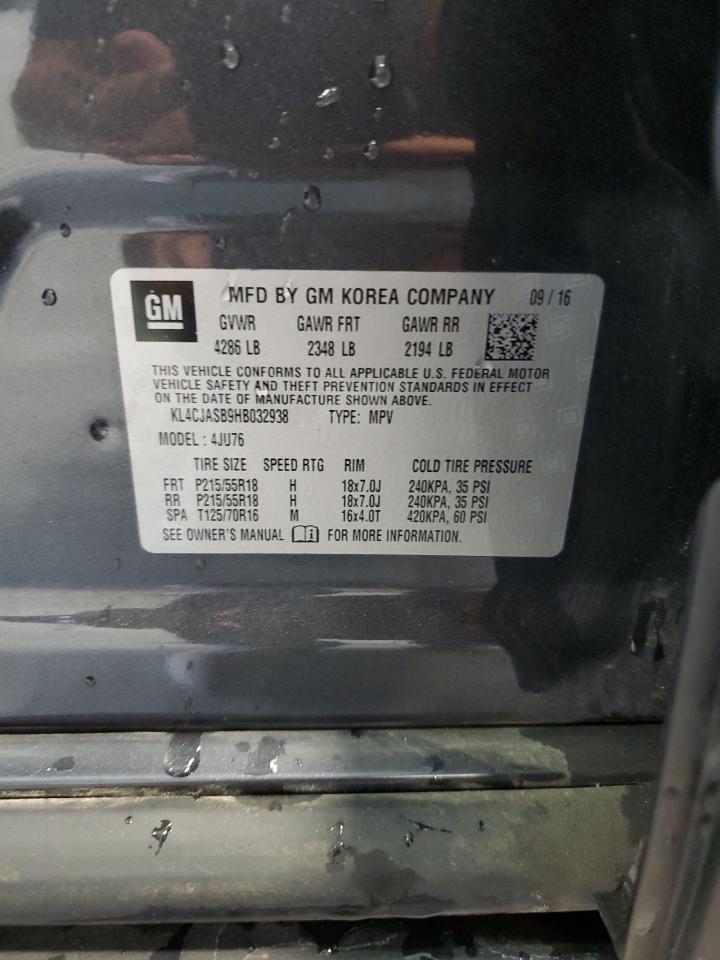 GM MFD BY GM KOREA COMPANY 09 / 16
GVWR GAWR FRT GAWR RR
4286 LB 2348 LB 2194 LB
THIS VEHICLE CONFORMS TO ALL APPLICABLE U.S. FEDERAL MOTOR
VEHICLE SAFETY AND THEFT PREVENTION STANDARDS IN EFFECT
ON THE DATE OF MANUFACTURE SHOWN ABOVE.
KL4CJASB9HB032938 TYPE: MPV
MODEL : 4JU76
TIRE SIZE SPEED RTG RIM COLD TIRE PRESSURE
FRT P215/55R18 H 18x7.0J 240KPA, 35 PSI
RR P215/55R18 H 18x7.0J 240KPA, 35 PSI
SPA T125/70R16 M 16x4.0T 420KPA, 60 PSI
SEE OWNER'S MANUAL FOR MORE INFORMATION.